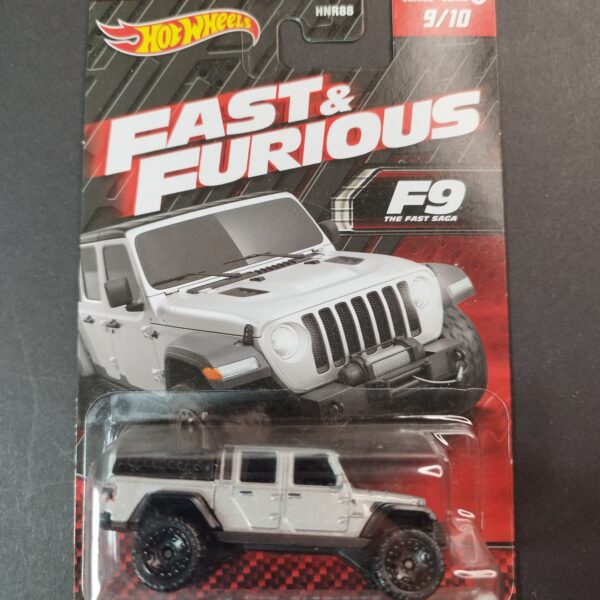 Hot Wheels
HNR88
9/10
FAST &
FURIOUS
F9
THE FAST SAGA